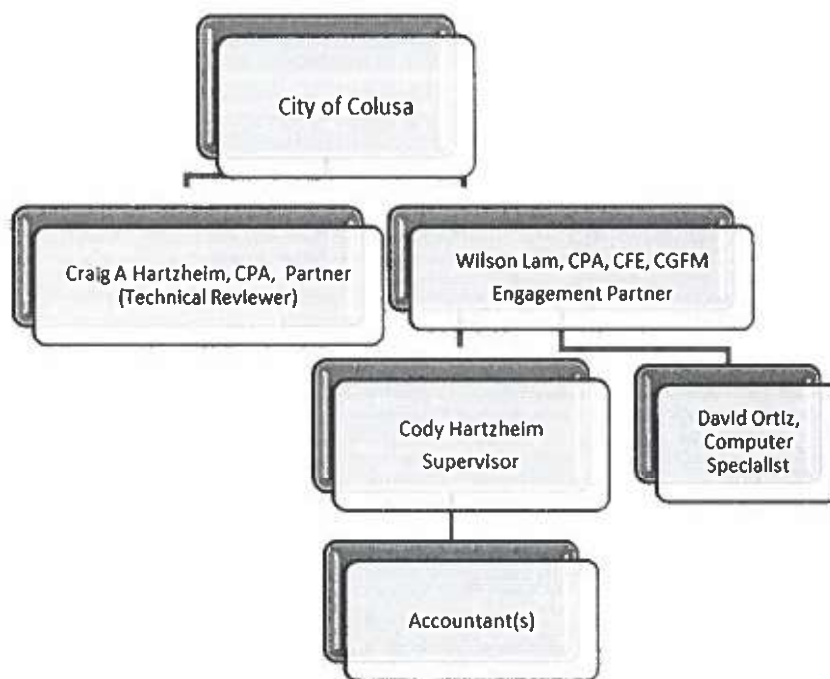 City of Colusa
Craig A Hartzheim, CPA, Partner
(Technical Reviewer)
Wilson Lam, CPA, CFE, CGFM
Engagement Partner
Cody Hartzheim
Supervisor
David Ortiz,
Computer
Specialist
Accountant(s)